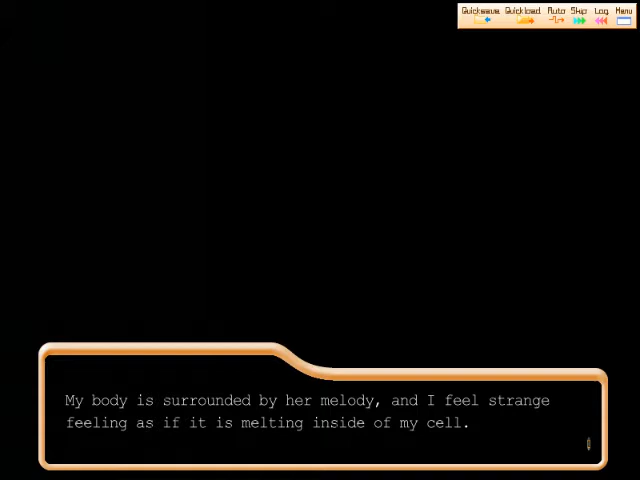 Quicksave Quickload Auto Skip Log Menu
My body is surrounded by her melody, and I feel strange
feeling as if it is melting inside of my cell.